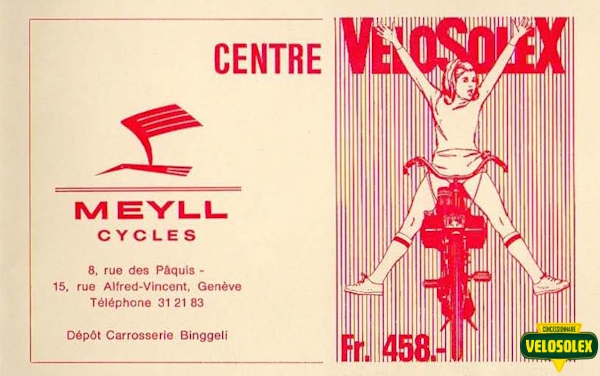 CENTRE VELOSOLEX
MEYLL
CYCLES
8, rue des Pâquis -
15, rue Alfred-Vincent, Genève
Téléphone 31 21 83
Dépôt Carrosserie Binggeli
Fr. 458.-
CONCESSIONNAIRE
VELOSOLEX